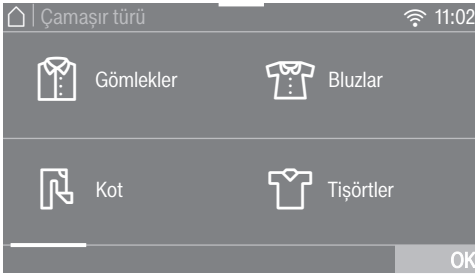 Çamaşır türü 11:02
Gömlekler Bluzlar
Kot Tişörtler
OK